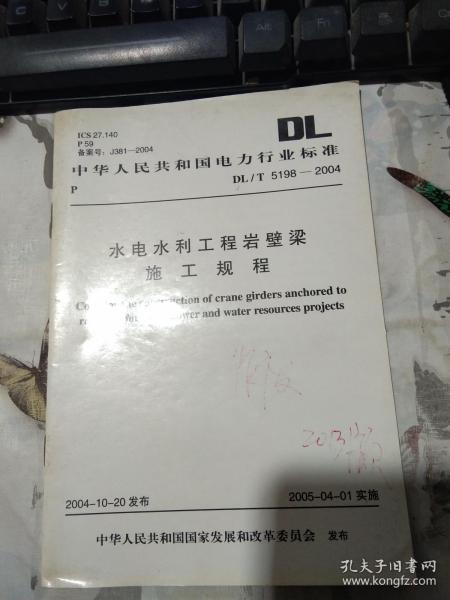 ICS 27.140
P 59
备案号：J381—2004
DL
中华人民共和国电力行业标准
P
DL / T 5198 — 2004
水电水利工程岩壁梁
施工规程
of crane girders anchored to
and water resources projects
2013
2004-10-20 发布
2005-04-01 实施
中华人民共和国国家发展和改革委员会 发布
孔夫子旧书网
www.kongfz.com
Alt
Fn
Ctrl